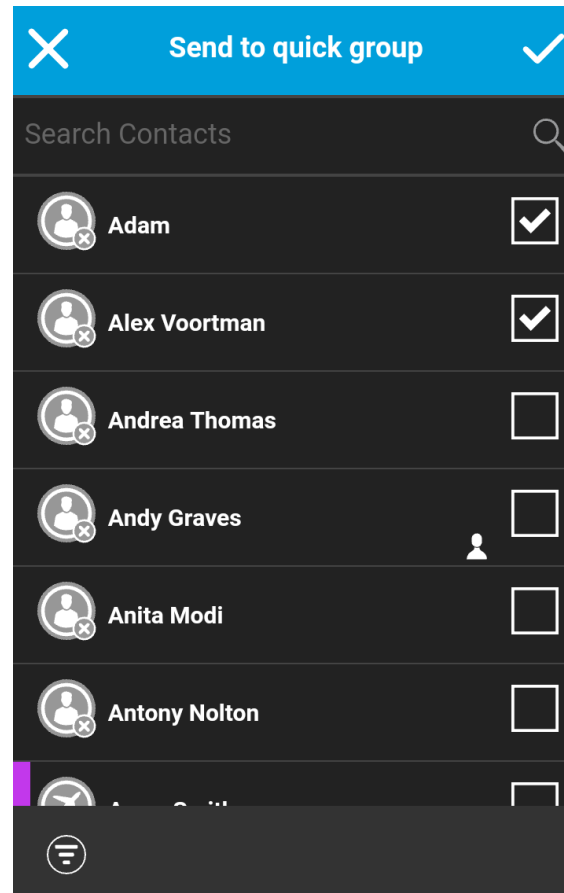 Send to quick group
Search Contacts
Adam
Alex Voortman
Andrea Thomas
Andy Graves
Anita Modi
Antony Nolton